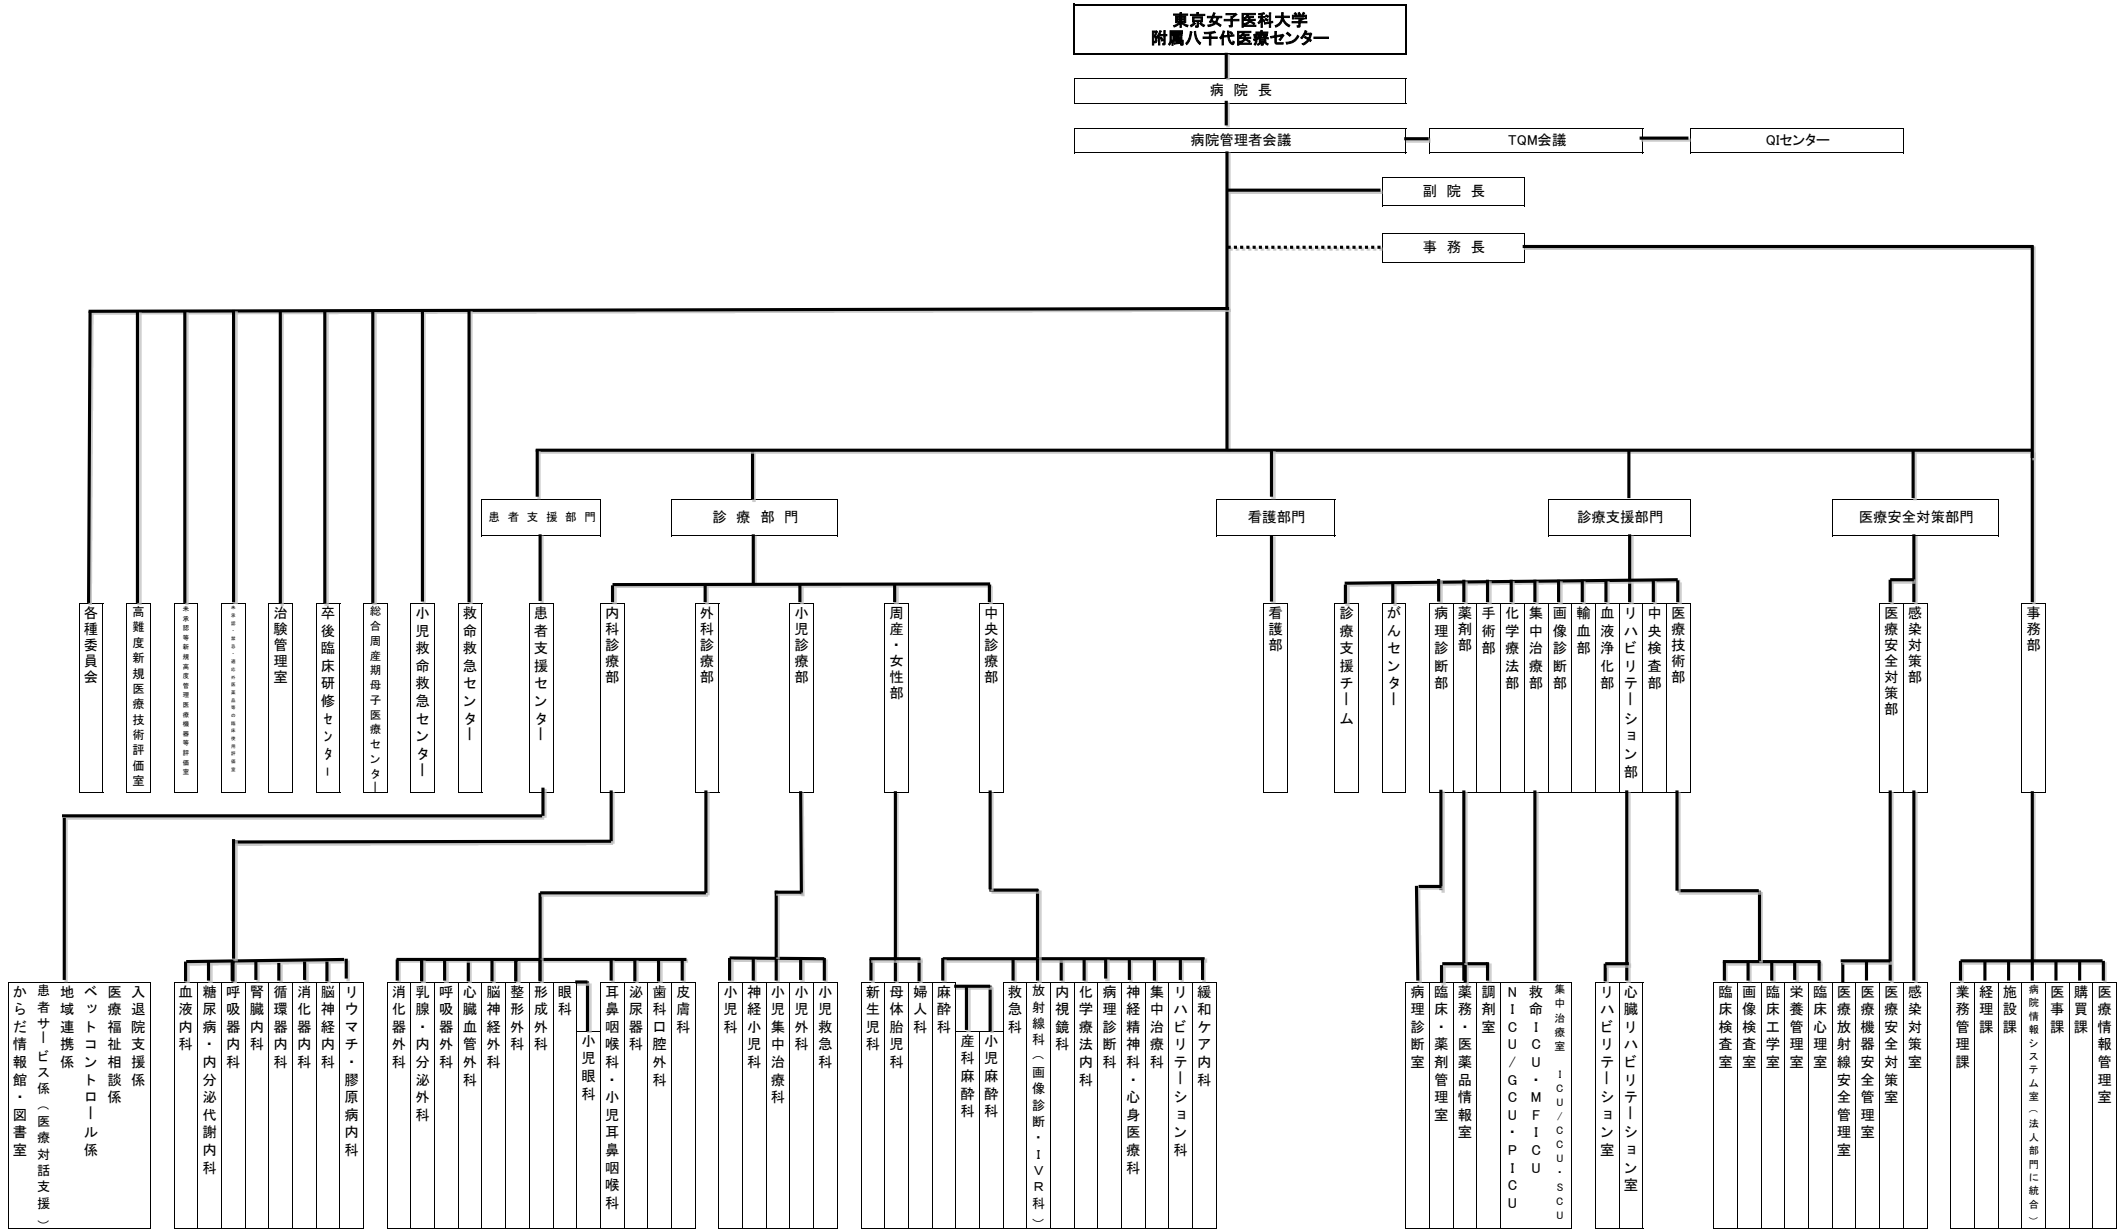 東京女子医科大学
附属八千代医療センター
病 院 長
病院管理者会議
TQM会議
QIセンター
副 院 長
事 務 長
患 者 支 援 部 門
診 療 部 門
看護部門
診療支援部門
医療安全対策部門
各種委員会
高難度新規医療技術評価室
未承認等新規高度管理医療機器等評価室
治験管理室
卒後臨床研修センター
総合周産期母子医療センター
小児救命救急センター
救命救急センター
患者支援センター
内科診療部
外科診療部
小児診療部
周産・女性部
中央診療部
看護部
診療支援チーム
がんセンター
病理診断部
薬剤部
手術部
化学療法部
集中治療部
画像診断部
輸血部
血液浄化部
リハビリテーション部
中央検査部
医療技術部
医療安全対策部
感染対策部
事務部
からだ情報館・図書室
患者サービス係（医療対話支援）
地域連携係
ベットコントロール係
医療福祉相談係
入退院支援係
血液内科
糖尿病・内分泌代謝内科
呼吸器内科
腎臓内科
循環器内科
消化器内科
脳神経内科
リウマチ・膠原病内科
消化器外科
乳腺・内分泌外科
呼吸器外科
心臓血管外科
脳神経外科
整形外科
形成外科
眼科
小児眼科
耳鼻咽喉科・小児耳鼻咽喉科
泌尿器科
歯科口腔外科
皮膚科
小児科
神経小児科
小児集中治療科
小児外科
小児救急科
新生児科
母体胎児科
婦人科
麻酔科
産科麻酔科
小児麻酔科
救急科
放射線科（画像診断・IVR科）
内視鏡科
化学療法内科
病理診断科
神経精神科・心身医療科
集中治療科
リハビリテーション科
緩和ケア内科
病理診断室
臨床・薬剤管理室
薬務・医薬品情報室
調剤室
NICU/GCU・PICU
救命ICU・MFICU
集中治療室 ICU/CCU・SCU
リハビリテーション室
心臓リハビリテーション室
臨床検査室
画像検査室
臨床工学室
栄養管理室
臨床心理室
医療放射線安全管理室
医療機器安全管理室
医療安全対策室
感染対策室
業務管理課
経理課
施設課
病院情報システム室（法人部門に統合）
医事課
購買課
医療情報管理室